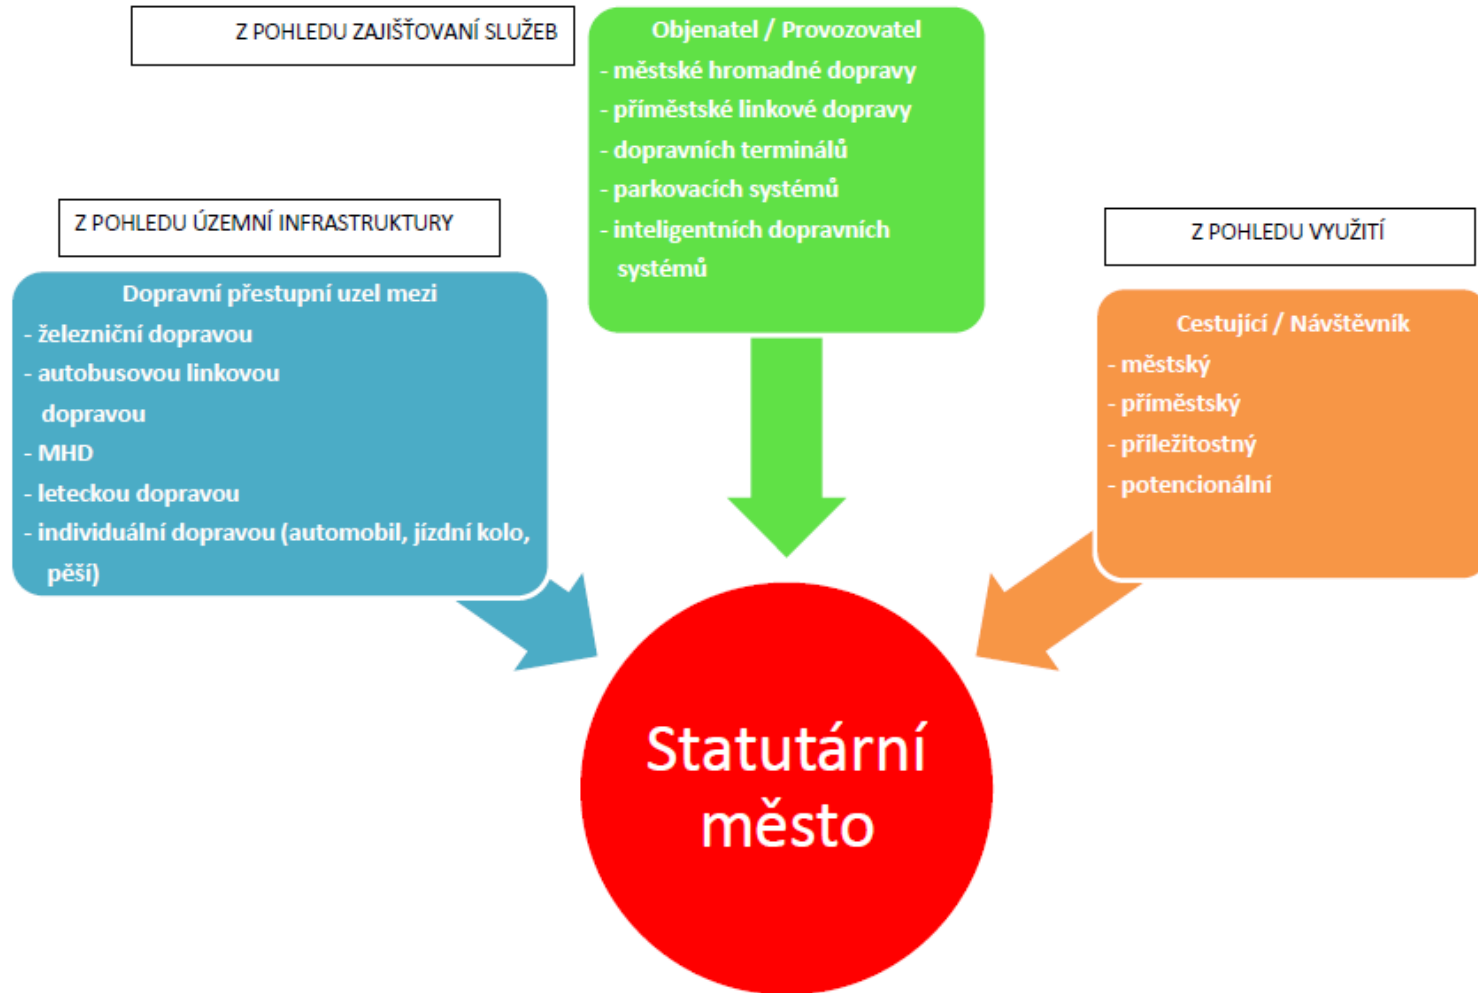 Z POHLEDU ZAJIŠŤOVANÍ SLUŽEB
Objenatel / Provozovatel
- městské hromadné dopravy
- příměstské linkové dopravy
- dopravních terminálů
- parkovacích systémů
- inteligentních dopravních
systémů
Z POHLEDU ÚZEMNÍ INFRASTRUKTURY
Dopravní přestupní uzel mezi
- železniční dopravou
- autobusovou linkovou
dopravou
- MHD
- leteckou dopravou
- individuální dopravou (automobil, jízdní kolo,
pěší)
Z POHLEDU VYUŽITÍ
Cestující / Návštěvník
- městský
- příměstský
- příležitostný
- potencionální
Statutární
město